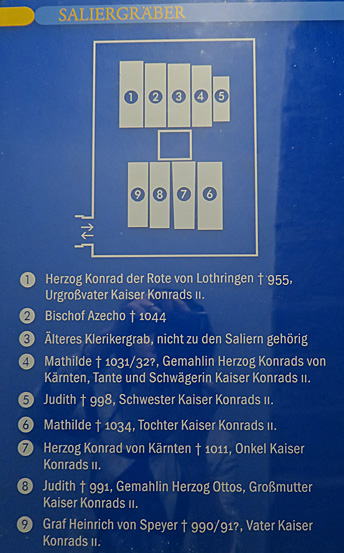 SALIERGRÄBER
1 2 3 4 5
9 8 7 6
1 Herzog Konrad der Rote von Lothringen † 955,
Urgroßvater Kaiser Konrads II.
2 Bischof Azecho † 1044
3 Älteres Klerikergrab, nicht zu den Saliern gehörig
4 Mathilde † 1031/32?, Gemahlin Herzog Konrads von
Kärnten, Tante und Schwägerin Kaiser Konrads II.
5 Judith † 998, Schwester Kaiser Konrads II.
6 Mathilde † 1034, Tochter Kaiser Konrads II.
7 Herzog Konrad von Kärnten † 1011, Onkel Kaiser
Konrads II.
8 Judith † 991, Gemahlin Herzog Ottos, Großmutter
Kaiser Konrads II.
9 Graf Heinrich von Speyer † 990/91?, Vater Kaiser
Konrads II.